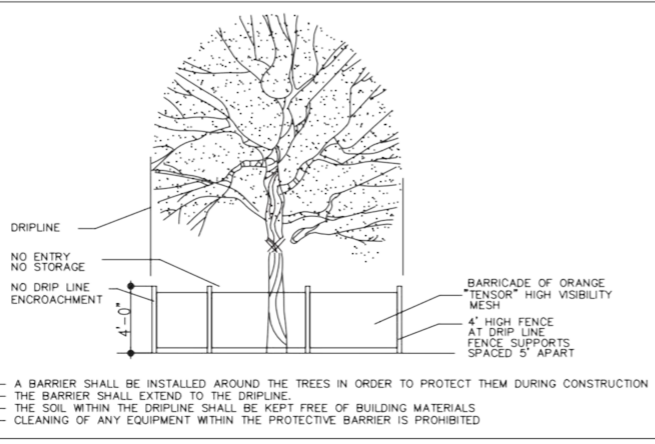 DRIPLINE
NO ENTRY
NO STORAGE
NO DRIP LINE
ENCROACHMENT
4'-0"
BARRICADE OF ORANGE
"TENSOR" HIGH VISIBILITY
MESH
4' HIGH FENCE
AT DRIP LINE
FENCE SUPPORTS
SPACED 5' APART
- A BARRIER SHALL BE INSTALLED AROUND THE TREES IN ORDER TO PROTECT THEM DURING CONSTRUCTION
- THE BARRIER SHALL EXTEND TO THE DRIPLINE.
- THE SOIL WITHIN THE DRIPLINE SHALL BE KEPT FREE OF BUILDING MATERIALS
- CLEANING OF ANY EQUIPMENT WITHIN THE PROTECTIVE BARRIER IS PROHIBITED